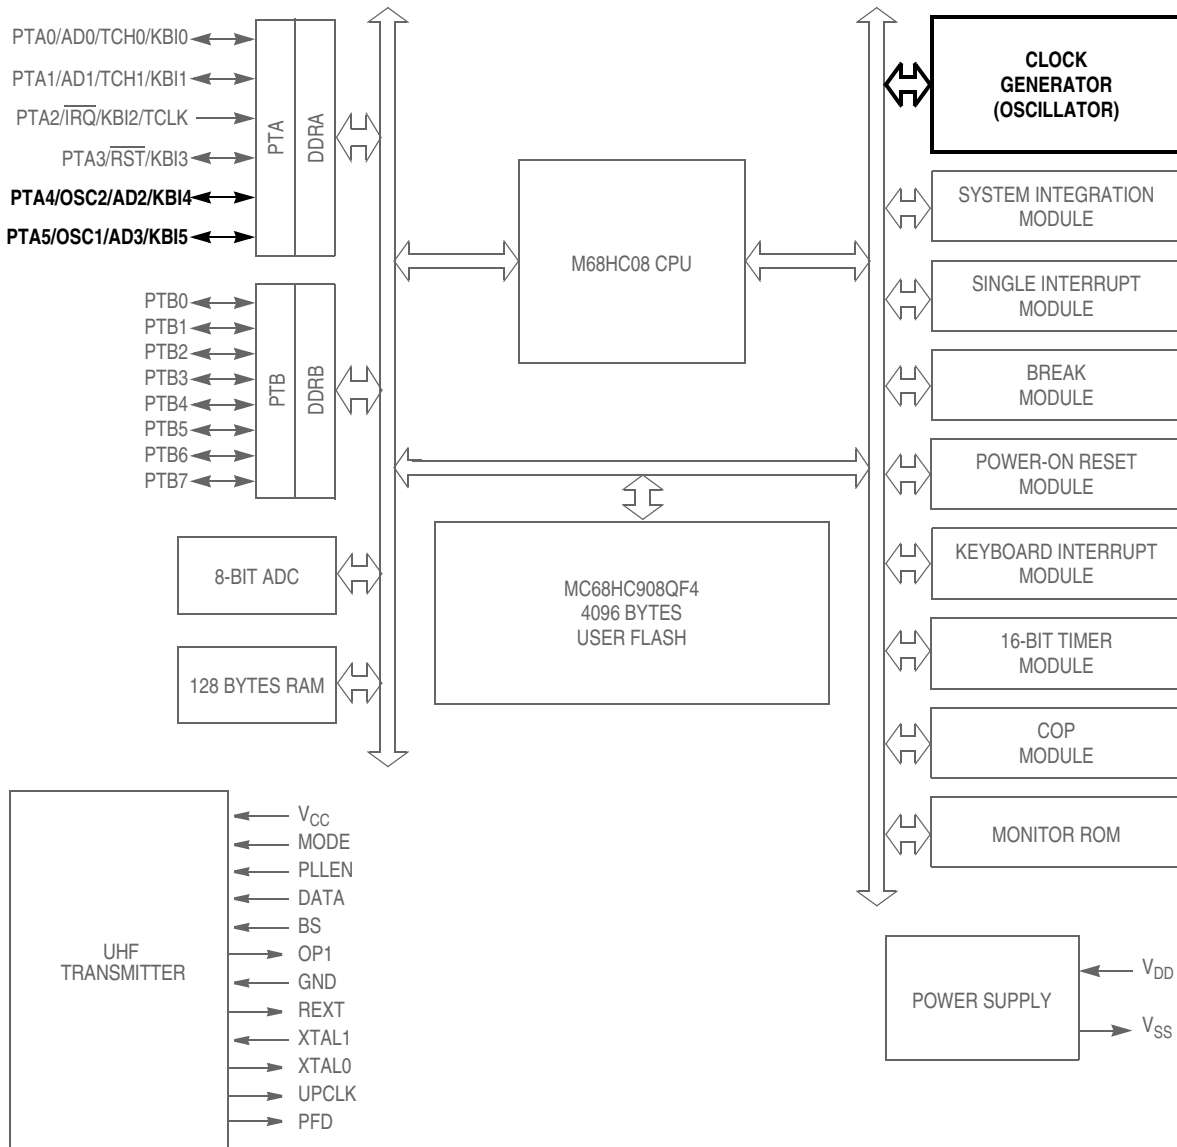 PTA0/AD0/TCH0/KBI0
PTA1/AD1/TCH1/KBI1
PTA2/IRQ/KBI2/TCLK
PTA3/RST/KBI3
PTA4/OSC2/AD2/KBI4
PTA5/OSC1/AD3/KBI5
PTA
DDRA
PTB0
PTB1
PTB2
PTB3
PTB4
PTB5
PTB6
PTB7
PTB
DDRB
8-BIT ADC
128 BYTES RAM
M68HC08 CPU
MC68HC908QF4
4096 BYTES
USER FLASH
CLOCK
GENERATOR
(OSCILLATOR)
SYSTEM INTEGRATION
MODULE
SINGLE INTERRUPT
MODULE
BREAK
MODULE
POWER-ON RESET
MODULE
KEYBOARD INTERRUPT
MODULE
16-BIT TIMER
MODULE
COP
MODULE
MONITOR ROM
UHF
TRANSMITTER
VCC
MODE
PLLEN
DATA
BS
OP1
GND
REXT
XTAL1
XTAL0
UPCLK
PFD
POWER SUPPLY
VDD
VSS